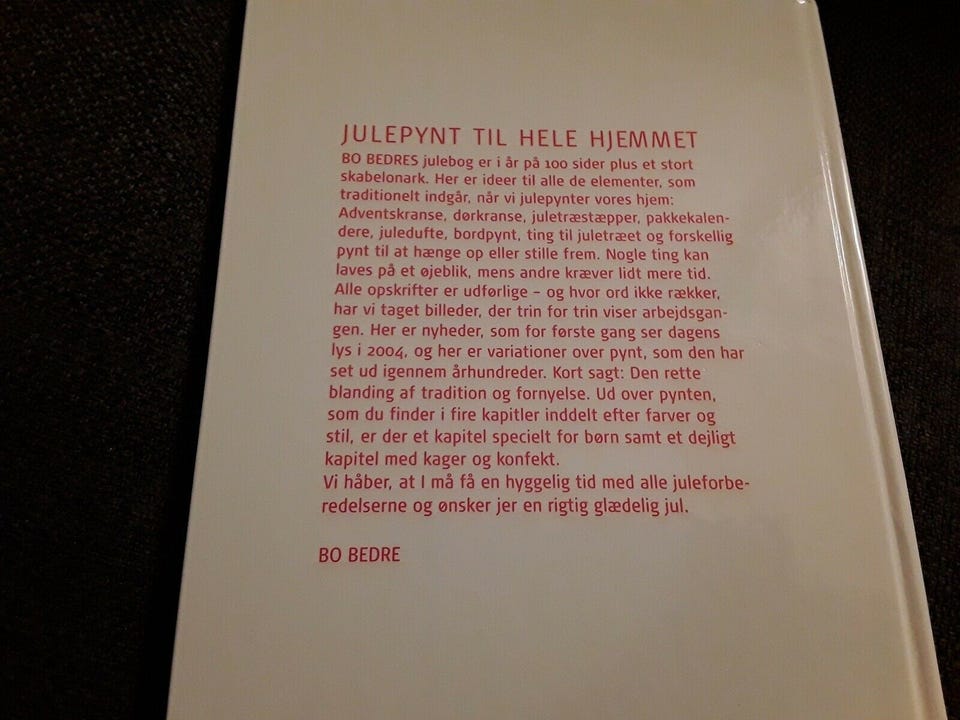 JULEPYNT TIL HELE HJEMMET
BO BEDRES julebog er i år på 100 sider plus et stort
skabelonark. Her er ideer til alle de elementer, som
traditionelt indgår, når vi julepynter vores hjem:
Adventskranse, dørkranse, juletræstæpper, pakkekalen-
dere, juledufte, bordpynt, ting til juletræet og forskellig
pynt til at hænge op eller stille frem. Nogle ting kan
laves på et øjeblik, mens andre kræver lidt mere tid.
Alle opskrifter er udførlige – og hvor ord ikke rækker,
har vi taget billeder, der trin for trin viser arbejdsgan-
gen. Her er nyheder, som for første gang ser dagens
lys i 2004, og her er variationer over pynt, som den har
set ud igennem århundreder. Kort sagt: Den rette
blanding af tradition og fornyelse. Ud over pynten,
som du finder i fire kapitler inddelt efter farver og
stil, er der et kapitel specielt for børn samt et dejligt
kapitel med kager og konfekt.
Vi håber, at I må få en hyggelig tid med alle juleforbe-
redelserne og ønsker jer en rigtig glædelig jul.
BO BEDRE